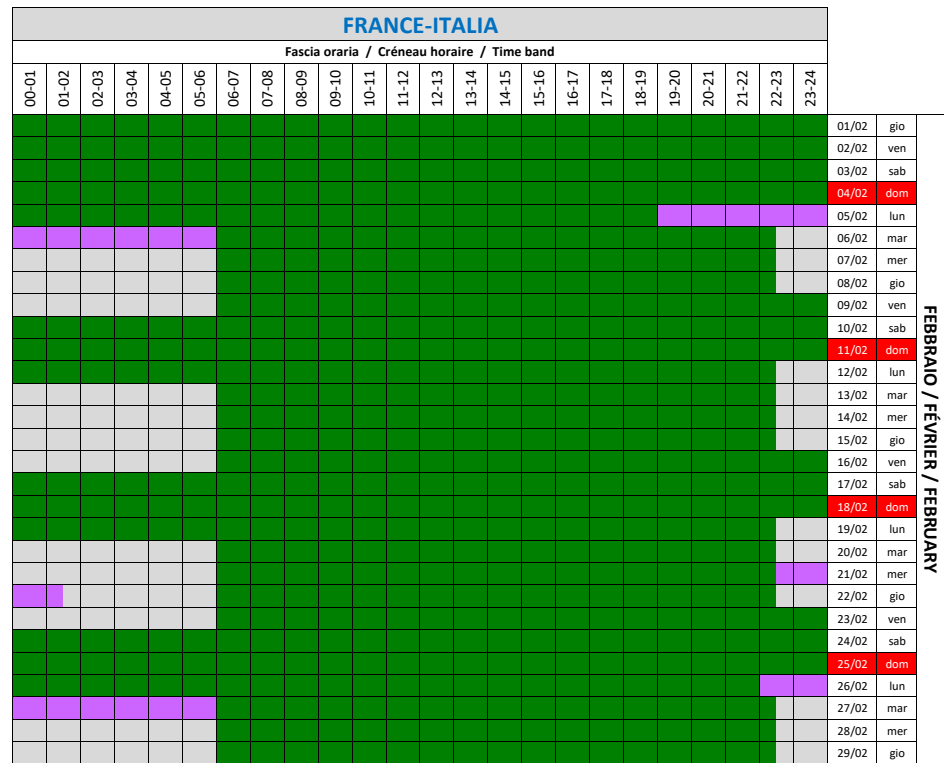 FRANCE-ITALIA
Fascia oraria / Créneau horaire / Time band
00-01 01-02 02-03 03-04 04-05 05-06 06-07 07-08 08-09 09-10 10-11 11-12 12-13 13-14 14-15 15-16 16-17 17-18 18-19 19-20 20-21 21-22 22-23 23-24
01/02 gio
02/02 ven
03/02 sab
04/02 dom
05/02 lun
06/02 mar
07/02 mer
08/02 gio
09/02 ven
10/02 sab
11/02 dom
12/02 lun
13/02 mar
14/02 mer
15/02 gio
16/02 ven
17/02 sab
18/02 dom
19/02 lun
20/02 mar
21/02 mer
22/02 gio
23/02 ven
24/02 sab
25/02 dom
26/02 lun
27/02 mar
28/02 mer
29/02 gio
FEBBRAIO / FÉVRIER / FEBRUARY